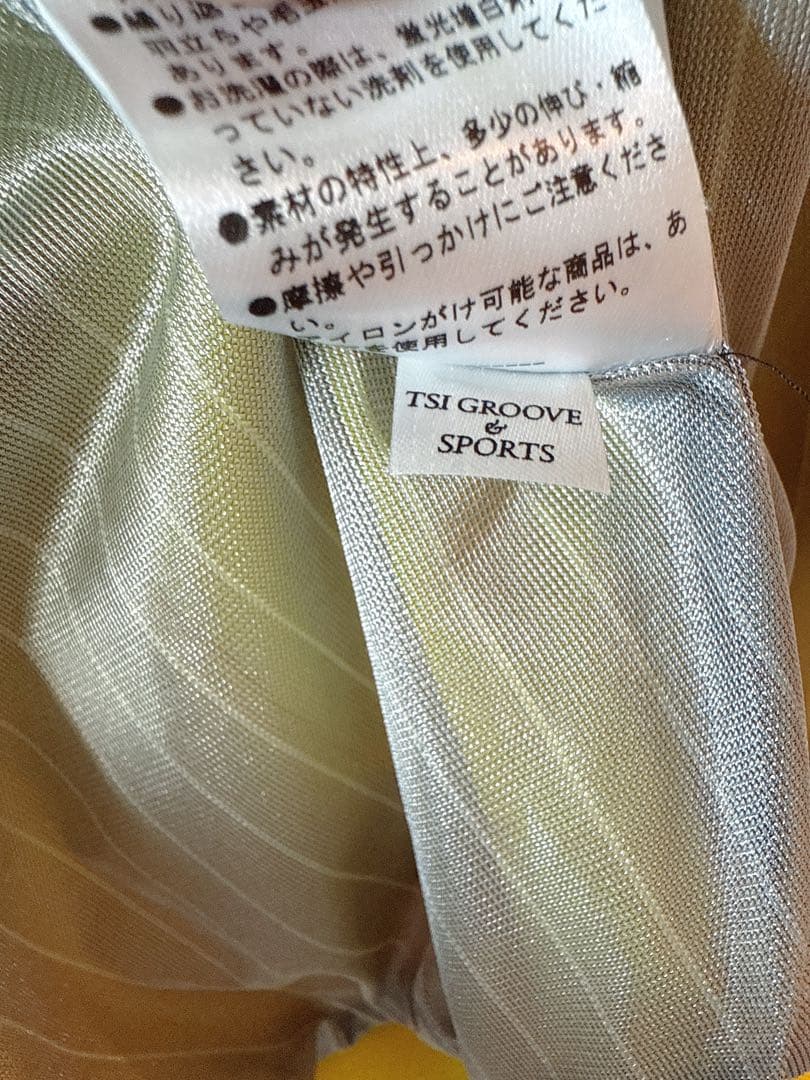 ●繰り返
羽立ちや毛
あります。
●お洗濯の際は、蛍光増白
っていない洗剤を使用してくだ
さい。
●素材の特性上、多少の伸び・縮
みが発生することがあります。
●摩擦や引っかけにご注意くださ
い。
イロンがけ可能な商品は、あ
使用してください。
TSI GROOVE
&
SPORTS